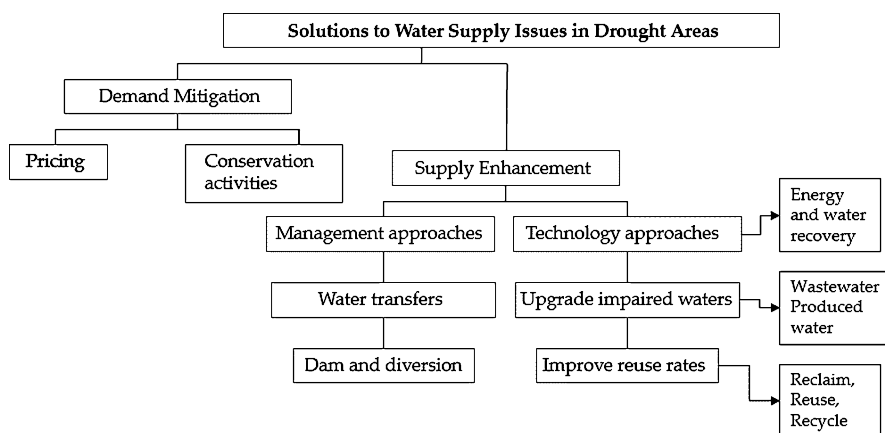 Solutions to Water Supply Issues in Drought Areas
Demand Mitigation
Pricing
Conservation
activities
Supply Enhancement
Management approaches
Technology approaches
Energy
and water
recovery
Water transfers
Upgrade impaired waters
Wastewater
Produced
water
Dam and diversion
Improve reuse rates
Reclaim,
Reuse,
Recycle